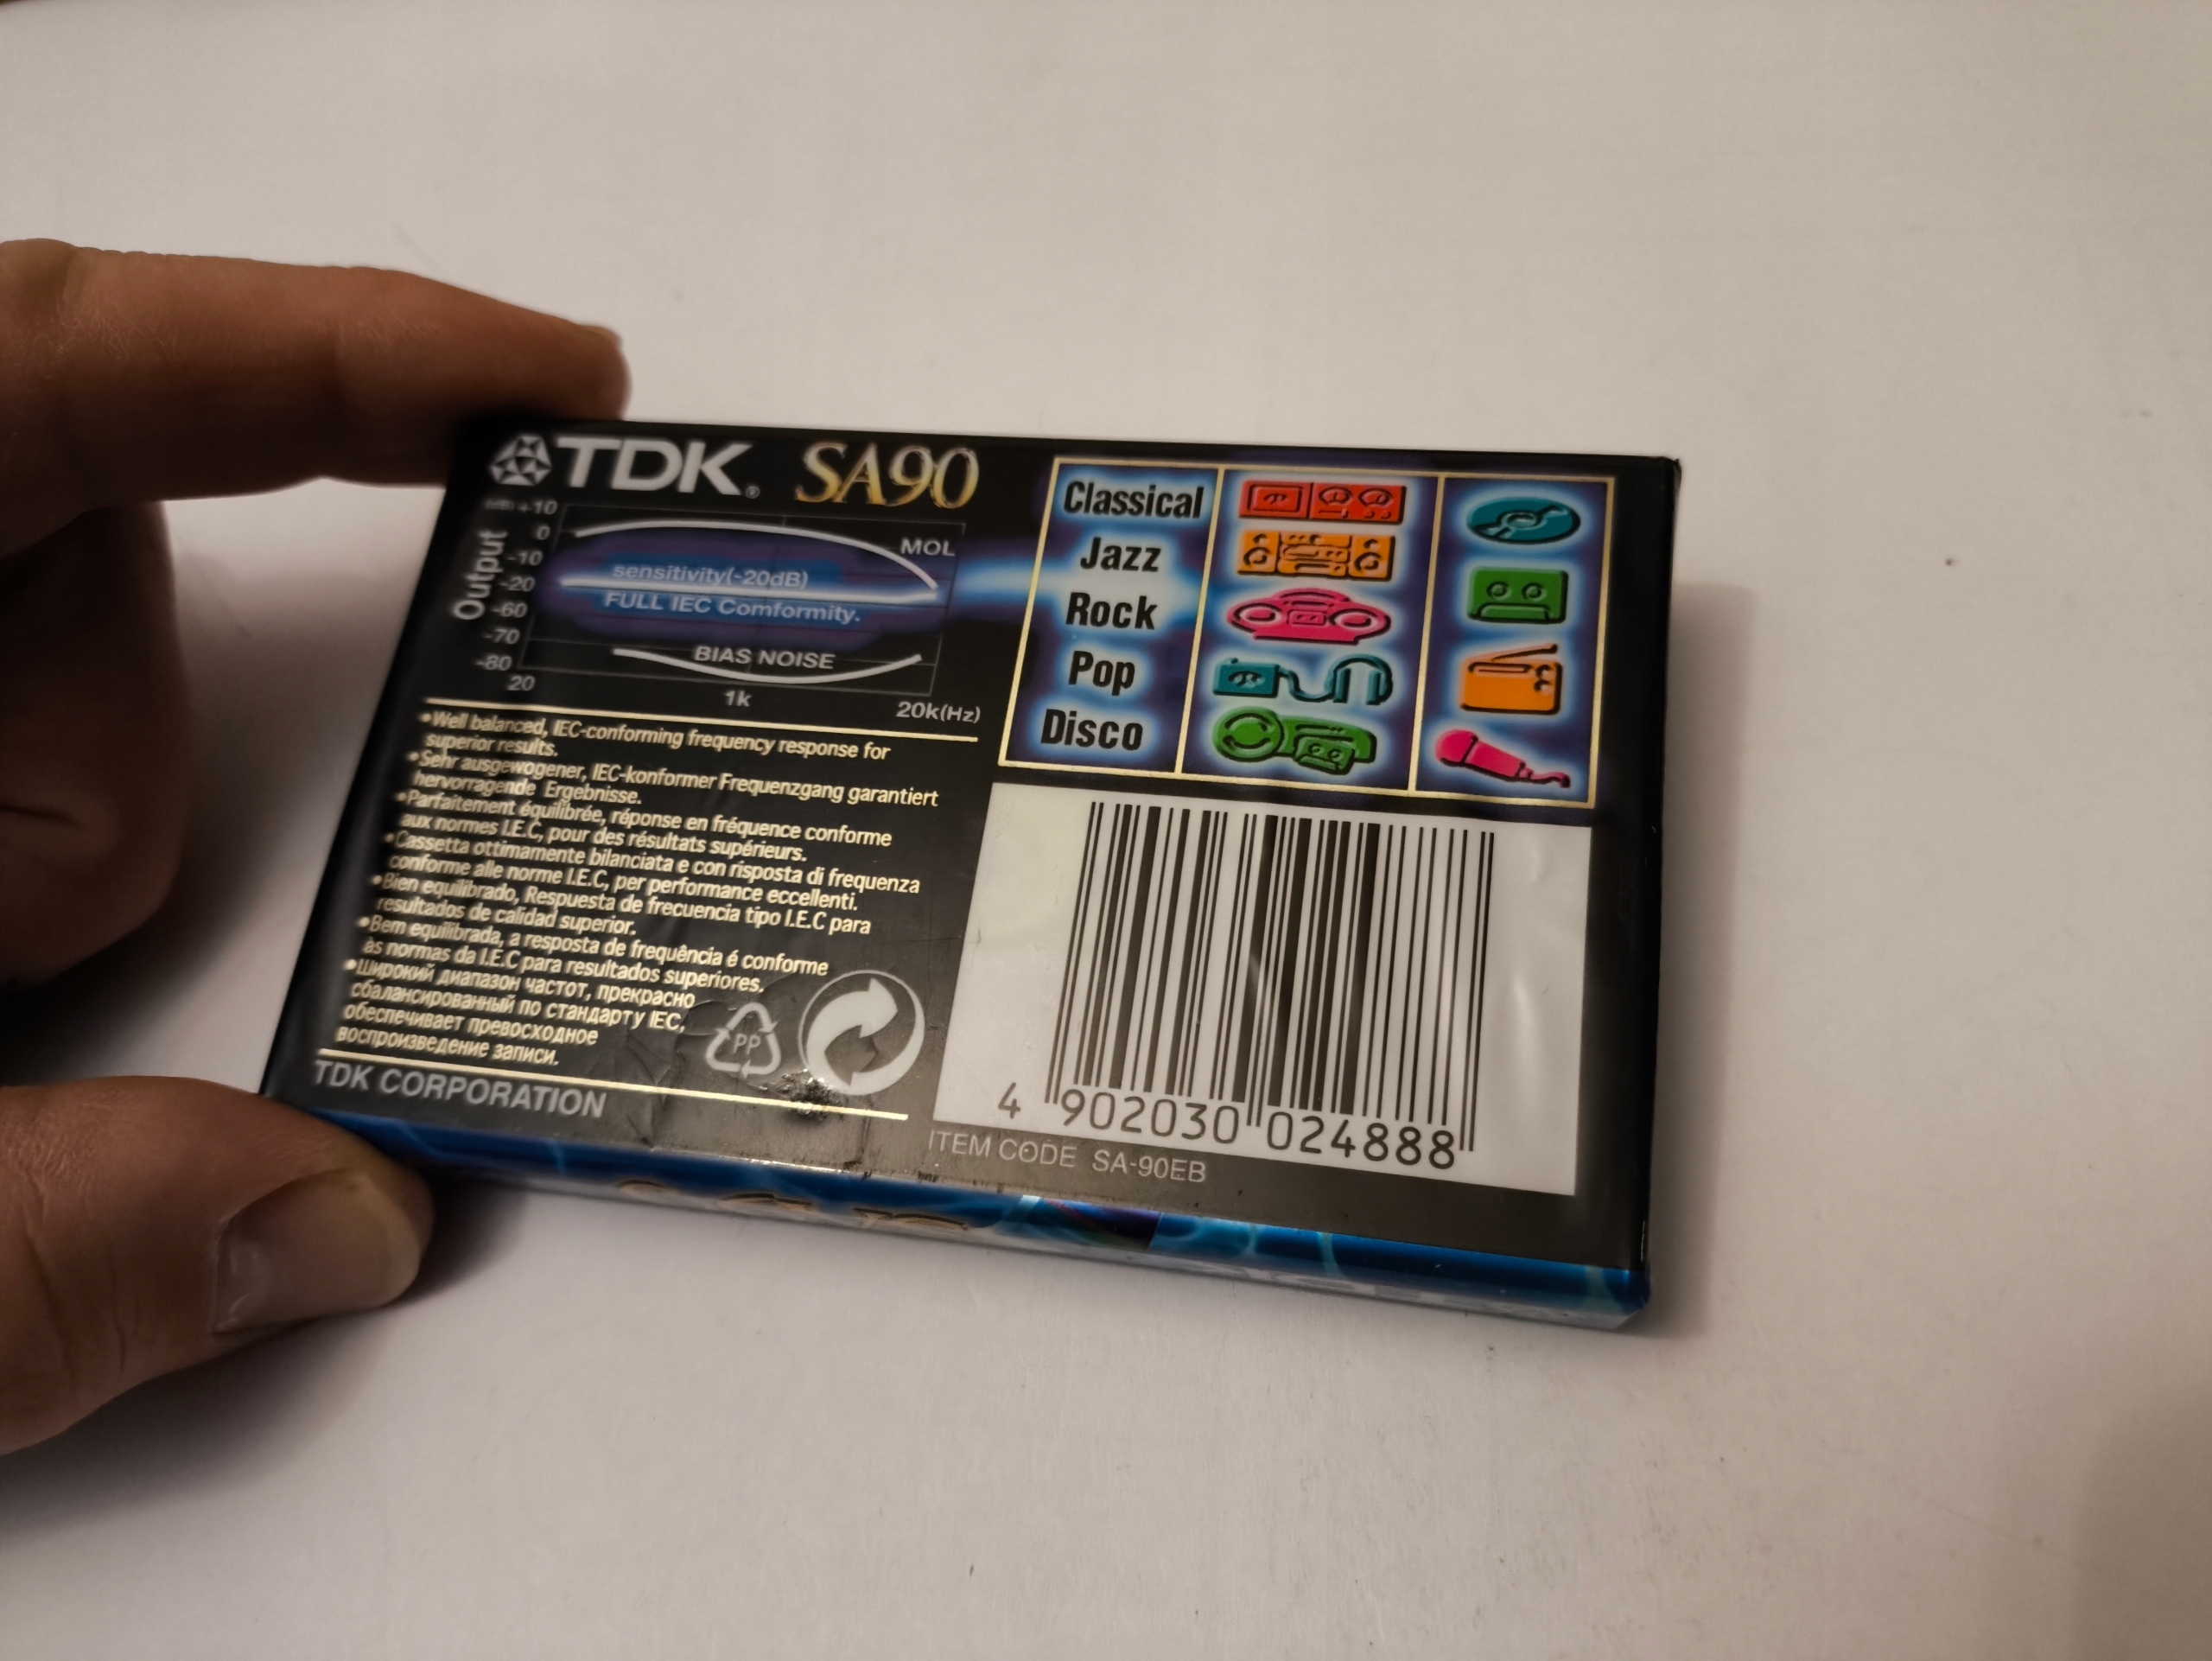 TDK®
SA90
(dB) +10
0
-10
-20
-60
-70
-80
Output
MOL
sensitivity(-20dB)
FULL IEC Comformity.
BIAS NOISE
20
1k
20k(Hz)
•Well balanced, IEC-conforming frequency response for
superior results.
•Sehr ausgewogener, IEC-konformer Frequenzgang garantiert
hervorragende Ergebnisse.
•Parfaitement équilibrée, réponse en fréquence conforme
aux normes I.E.C, pour des résultats supérieurs.
•Cassetta ottimamente bilanciata e con risposta di frequenza
conforme alle norme I.E.C, per performance eccellenti.
•Bien equilibrado, Respuesta de frecuencia tipo I.E.C para
resultados de calidad superior.
•Bem equilibrada, a resposta de frequência é conforme
às normas da I.E.C para resultados superiores.
•Широкий диапазон частот, прекрасно
сбалансированный по стандарту IEC,
обеспечивает превосходное
воспроизведение записи.
PP
TDK CORPORATION
Classical
Jazz
Rock
Pop
Disco
4 902030 024888
ITEM CODE SA-90EB